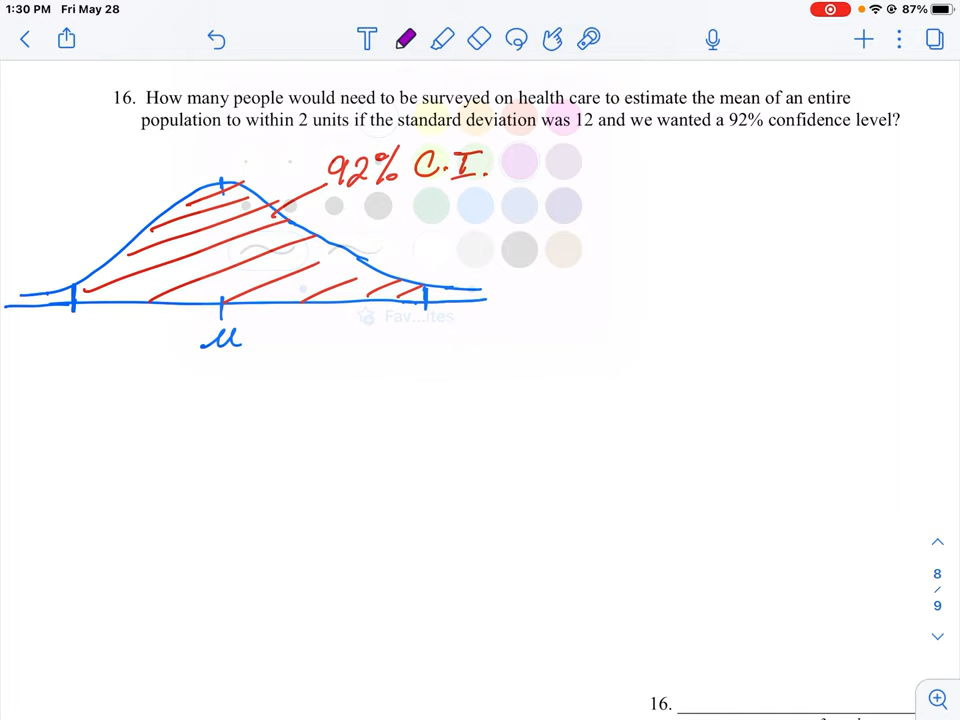 1:30 PM Fri May 28
87%
16. How many people would need to be surveyed on health care to estimate the mean of an entire
population to within 2 units if the standard deviation was 12 and we wanted a 92% confidence level?
92% C.I.
Fav...ites
μ
8
/
9
16.